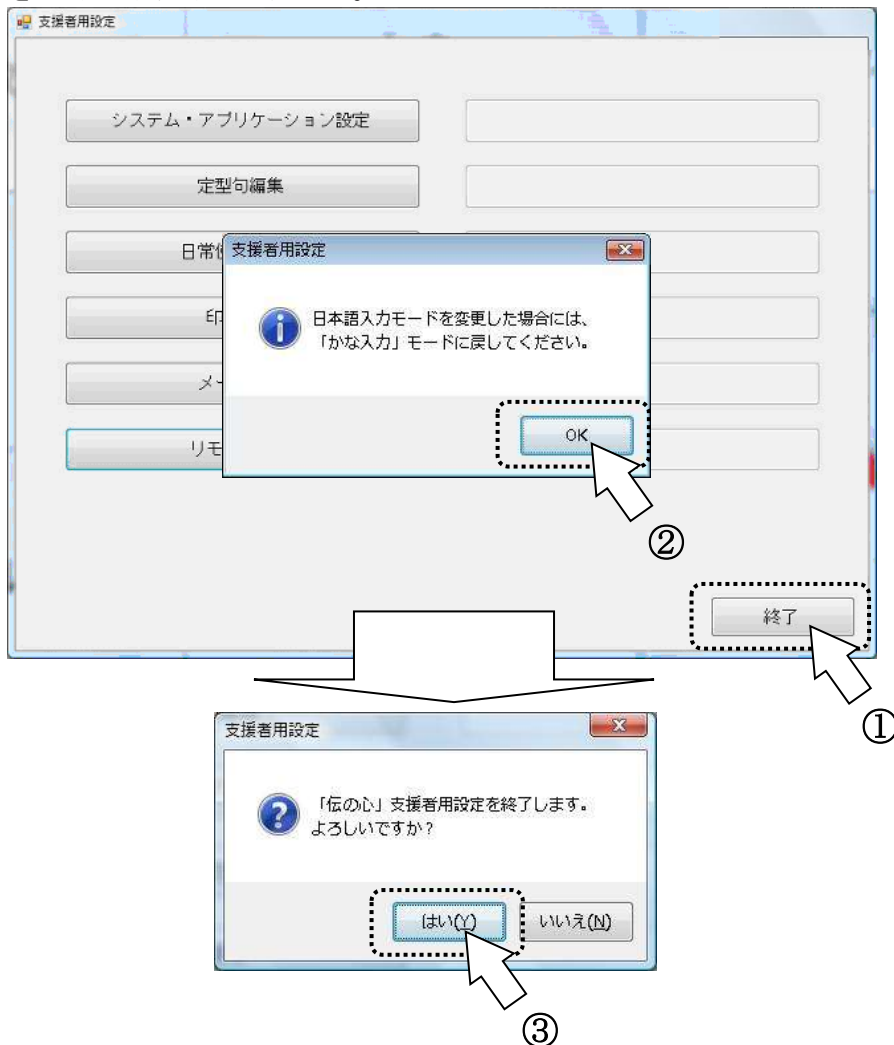 支援者用設定
システム・アプリケーション設定
定型句編集
日常
支援者用設定
日本語入力モードを変更した場合には、
「かな入力」モードに戻してください。
OK
②
印
メー
リモ
終了
①
支援者用設定
「伝の心」支援者用設定を終了します。
よろしいですか？
はい(Y)
いいえ(N)
③